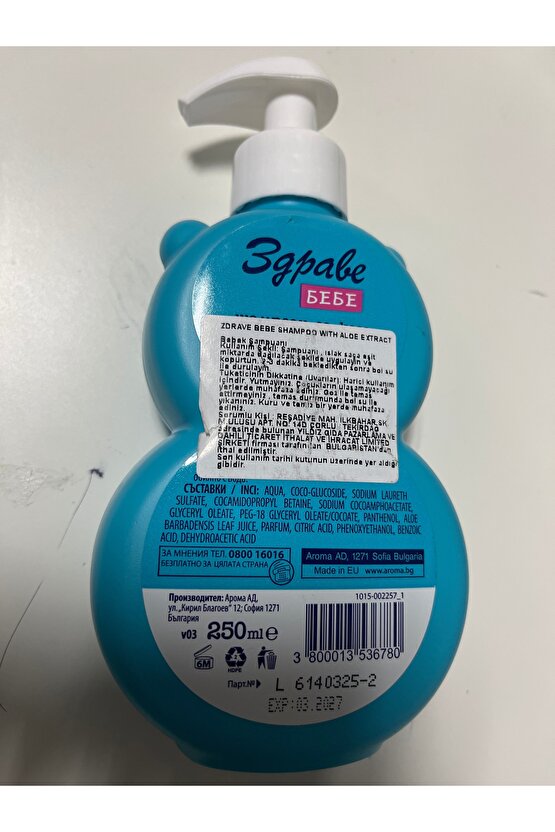 Здраве
БЕБЕ
ZDRAVE BEBE SHAMPOO WITH ALOE EXTRACT
Bebek Şampuanı
Kullanım Şekli: Şampuanı , ıslak saça eşit
miktarda dağılacak şekilde uygulayın ve
köpürtün. 2-3 dakika bekledikten sonra bol su
ile durulayın.
Tüketicinin Dikkatine (Uyarılar): Harici kullanım
içindir. Yutmayınız. Çocukların ulaşamayacağı
yerlerde muhafaza ediniz. Göz ile temas
ettirmeyiniz , temas durumunda bol su ile
yıkanınız. Kuru ve temiz bir yerde muhafaza
ediniz.
Sorumlu Kişi : REŞADİYE MAH. İLKBAHAR SK.
M.ULUSU APT. NO: 14D ÇORLU - TEKİRDAĞ
adresinde bulunan YILDIZ GIDA PAZARLAMA VE
DAHİLİ TİCARET İTHALAT VE İHRACAT LIMITED
ŞİRKETİ firması tarafından BULGARİSTAN'dan
ithal edilmiştir.
Son kullanım tarihi kutunun üzerinde yer aldığı
gibidir.
СЪСТАВКИ / INCI: AQUA, COCO-GLUCOSIDE, SODIUM LAURETH
SULFATE, COCAMIDOPROPYL BETAINE, SODIUM COCOAMPHOACETATE,
GLYCERYL OLEATE, PEG-18 GLYCERYL OLEATE/COCOATE, PANTHENOL, ALOE
BARBADENSIS LEAF JUICE, PARFUM, CITRIC ACID, PHENOXYETHANOL, BENZOIC
ACID, DEHYDROACETIC ACID
ЗА МНЕНИЯ ТЕЛ. 0800 16016
БЕЗПЛАТНО ЗА ЦЯЛАТА СТРАНА
Aroma AD, 1271 Sofia Bulgaria
Made in EU www.aroma.bg
Производител: Арома АД,
ул. „Кирил Благоев" 12; София 1271
България
1015-002257_1
v03 250ml e
3 800013 536780
6M
2
HDPE
Парт.№ L 6140325-2
EXP:03.2027